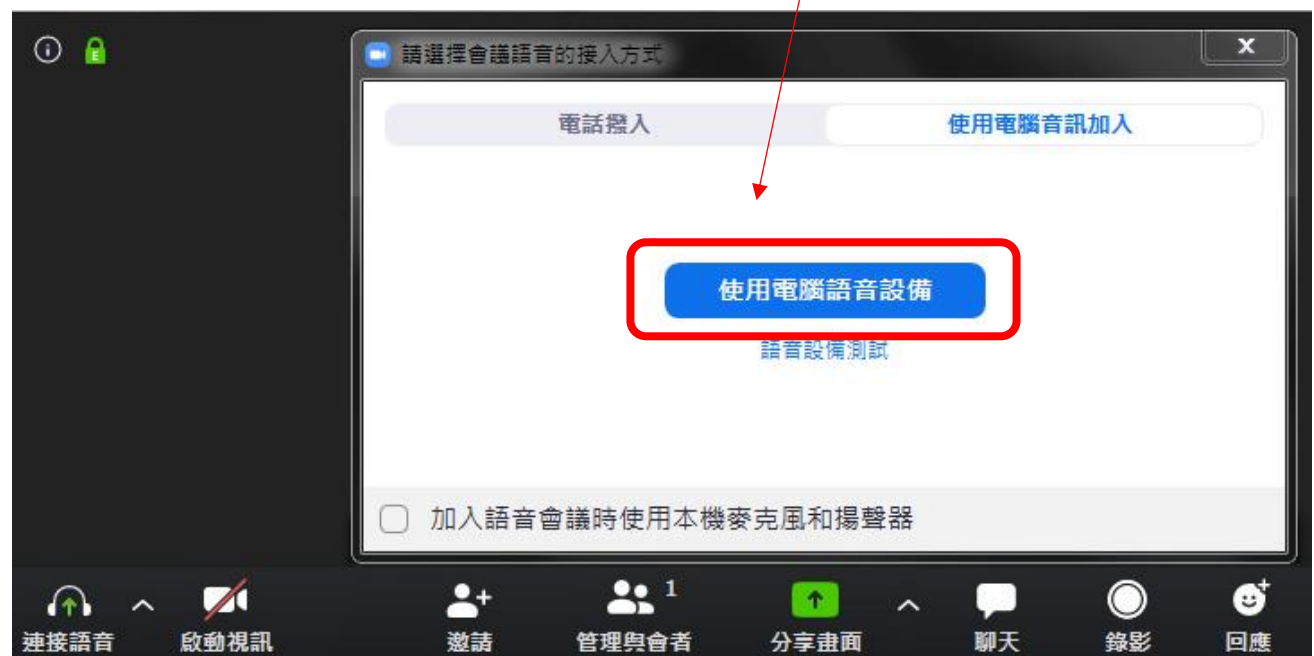 請選擇會議語音的接入方式
電話撥入
使用電腦音訊加入
使用電腦語音設備
語音設備測試
加入語音會議時使用本機麥克風和揚聲器
1
連接語音
啟動視訊
邀請
管理與會者
分享畫面
聊天
錄影
回應